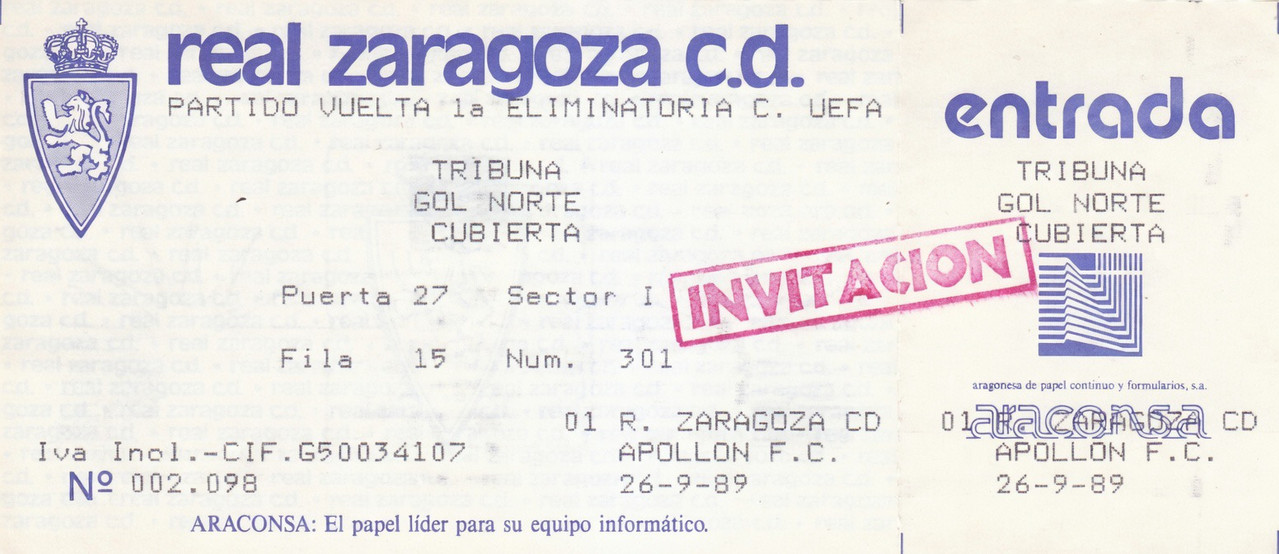 real zaragoza c.d.
PARTIDO VUELTA 1ª ELIMINATORIA C. UEFA
TRIBUNA
GOL NORTE
CUBIERTA
Puerta 27 Sector I
Fila 15 Num. 301
01 R. ZARAGOZA CD
Iva Incl.-CIF.G50034107 APOLLON F.C.
Nº 002-098 26-9-89
ARACONSA: El papel líder para su equipo informático.
INVITACION
entrada
TRIBUNA
GOL NORTE
CUBIERTA
aragonesa de papel continuo y formularios, s.a.
araconsa
01 R. ZARAGOZA CD
APOLLON F.C.
26-9-89